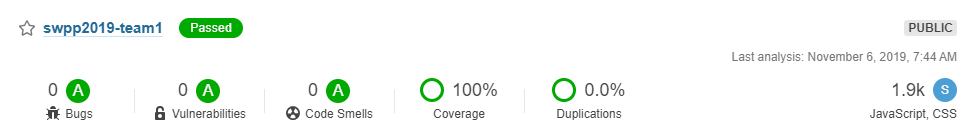 swpp2019-team1 Passed PUBLIC
Last analysis: November 6, 2019, 7:44 AM
0 A 0 A 0 A 100% 0.0% 1.9k S
Bugs Vulnerabilities Code Smells Coverage Duplications JavaScript, CSS